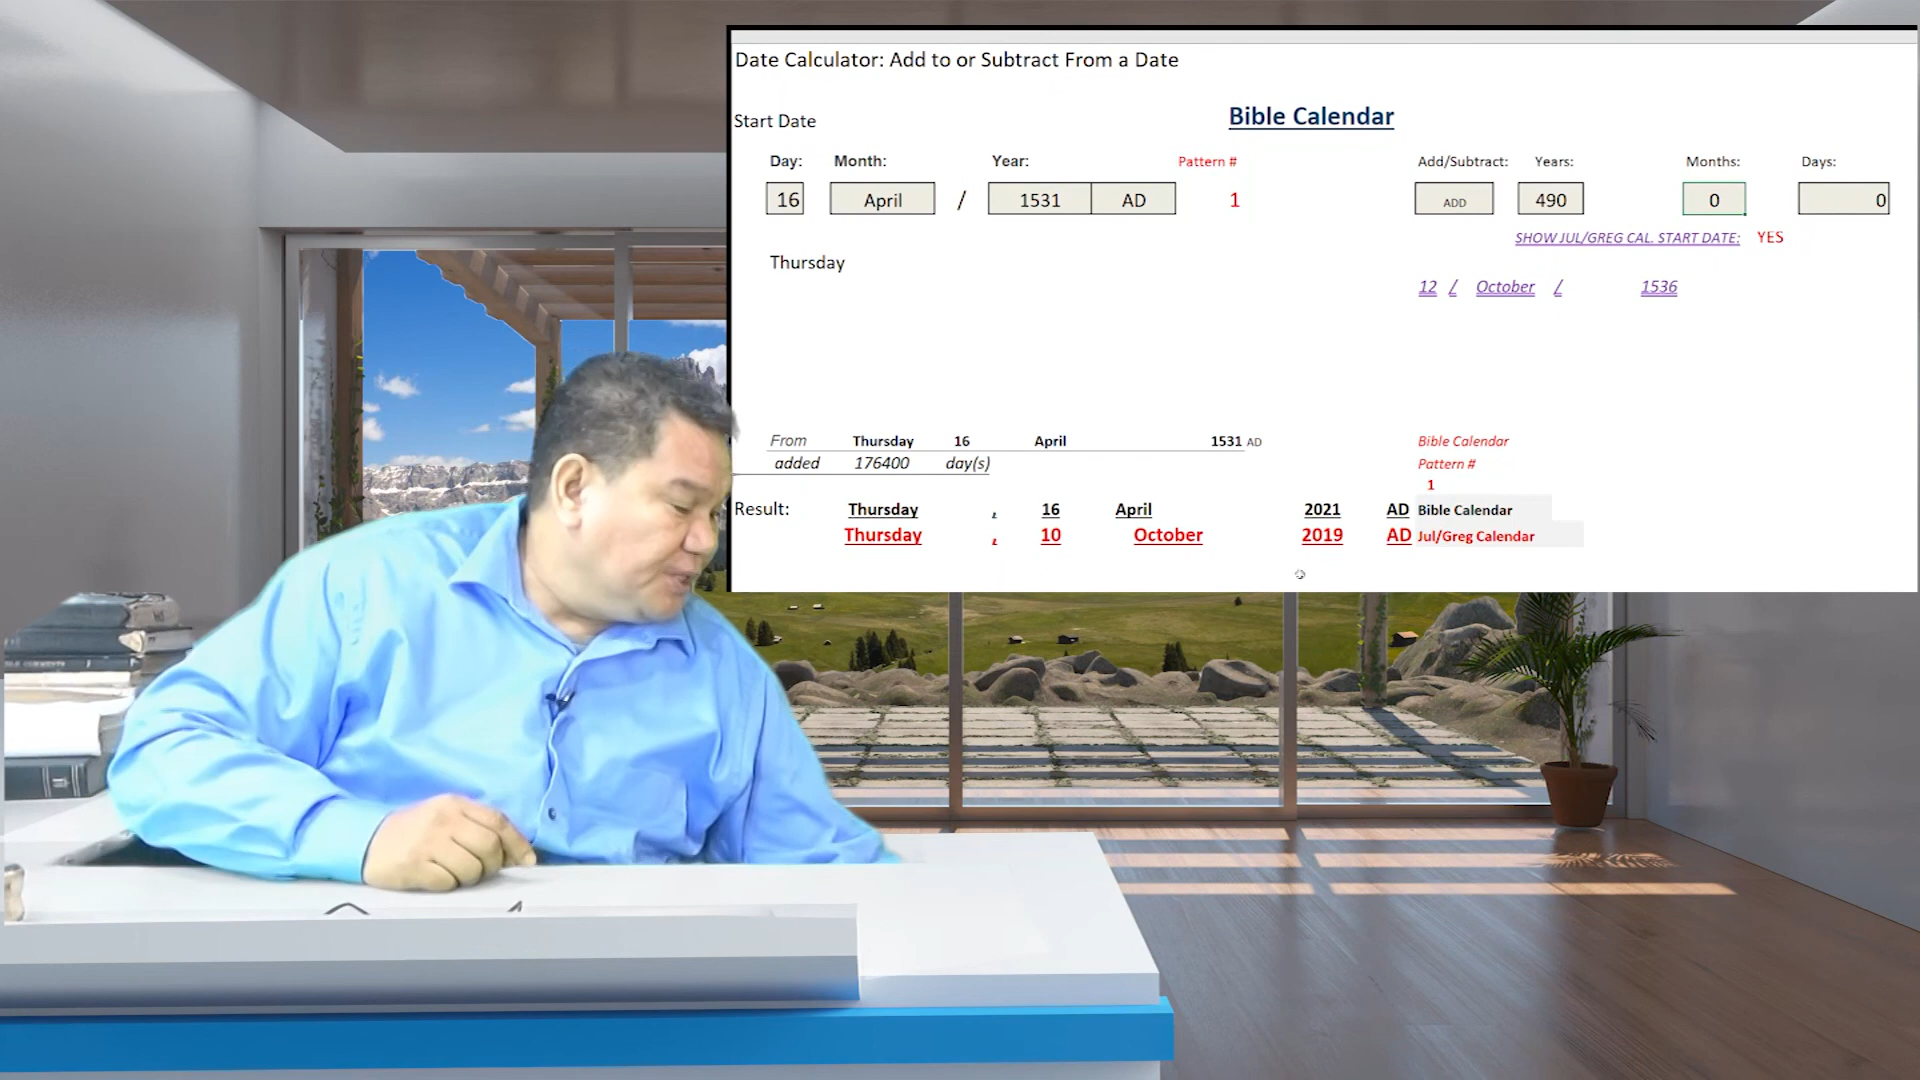 Date Calculator: Add to or Subtract From a Date
Bible Calendar
Start Date
Day: Month: Year: Pattern # Add/Subtract: Years: Months: Days:
16 April / 1531 AD 1 ADD 490 0 0
SHOW JUL/GREG CAL. START DATE: YES
Thursday
12 / October / 1536
From Thursday 16 April 1531 AD Bible Calendar
added 176400 day(s) Pattern #
1
Result: Thursday , 16 April 2021 AD Bible Calendar
Thursday , 10 October 2019 AD Jul/Greg Calendar